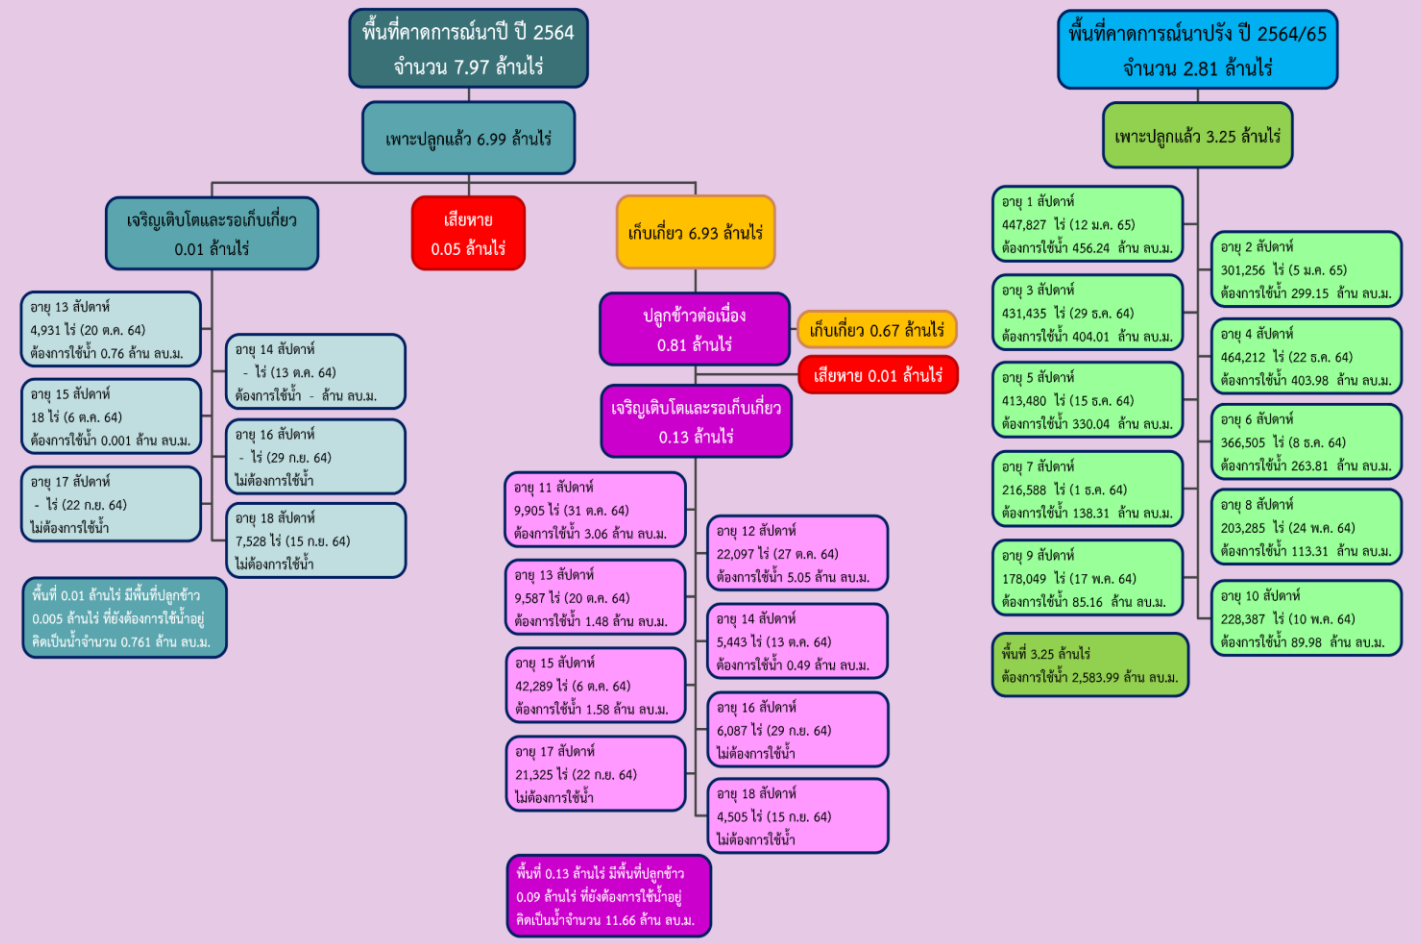 พื้นที่คาดการณ์นาปี ปี 2564
จำนวน 7.97 ล้านไร่
เพาะปลูกแล้ว 6.99 ล้านไร่
เจริญเติบโตและรอเก็บเกี่ยว
0.01 ล้านไร่
เสียหาย
0.05 ล้านไร่
เก็บเกี่ยว 6.93 ล้านไร่
อายุ 13 สัปดาห์
4,931 ไร่ (20 ต.ค. 64)
ต้องการใช้น้ำ 0.76 ล้าน ลบ.ม.
อายุ 14 สัปดาห์
- ไร่ (13 ต.ค. 64)
ต้องการใช้น้ำ - ล้าน ลบ.ม.
อายุ 15 สัปดาห์
18 ไร่ (6 ต.ค. 64)
ต้องการใช้น้ำ 0.001 ล้าน ลบ.ม.
อายุ 16 สัปดาห์
- ไร่ (29 ก.ย. 64)
ไม่ต้องการใช้น้ำ
อายุ 17 สัปดาห์
- ไร่ (22 ก.ย. 64)
ไม่ต้องการใช้น้ำ
อายุ 18 สัปดาห์
7,528 ไร่ (15 ก.ย. 64)
ไม่ต้องการใช้น้ำ
พื้นที่ 0.01 ล้านไร่ มีพื้นที่ปลูกข้าว
0.005 ล้านไร่ ที่ยังต้องการใช้น้ำอยู่
คิดเป็นน้ำจำนวน 0.761 ล้าน ลบ.ม.
ปลูกข้าวต่อเนื่อง
0.81 ล้านไร่
เก็บเกี่ยว 0.67 ล้านไร่
เสียหาย 0.01 ล้านไร่
เจริญเติบโตและรอเก็บเกี่ยว
0.13 ล้านไร่
อายุ 11 สัปดาห์
9,905 ไร่ (31 ต.ค. 64)
ต้องการใช้น้ำ 3.06 ล้าน ลบ.ม.
อายุ 12 สัปดาห์
22,097 ไร่ (27 ต.ค. 64)
ต้องการใช้น้ำ 5.05 ล้าน ลบ.ม.
อายุ 13 สัปดาห์
9,587 ไร่ (20 ต.ค. 64)
ต้องการใช้น้ำ 1.48 ล้าน ลบ.ม.
อายุ 14 สัปดาห์
5,443 ไร่ (13 ต.ค. 64)
ต้องการใช้น้ำ 0.49 ล้าน ลบ.ม.
อายุ 15 สัปดาห์
42,289 ไร่ (6 ต.ค. 64)
ต้องการใช้น้ำ 1.58 ล้าน ลบ.ม.
อายุ 16 สัปดาห์
6,087 ไร่ (29 ก.ย. 64)
ไม่ต้องการใช้น้ำ
อายุ 17 สัปดาห์
21,325 ไร่ (22 ก.ย. 64)
ไม่ต้องการใช้น้ำ
อายุ 18 สัปดาห์
4,505 ไร่ (15 ก.ย. 64)
ไม่ต้องการใช้น้ำ
พื้นที่ 0.13 ล้านไร่ มีพื้นที่ปลูกข้าว
0.09 ล้านไร่ ที่ยังต้องการใช้น้ำอยู่
คิดเป็นน้ำจำนวน 11.66 ล้าน ลบ.ม.
พื้นที่คาดการณ์นาปรัง ปี 2564/65
จำนวน 2.81 ล้านไร่
เพาะปลูกแล้ว 3.25 ล้านไร่
อายุ 1 สัปดาห์
447,827 ไร่ (12 ม.ค. 65)
ต้องการใช้น้ำ 456.24 ล้าน ลบ.ม.
อายุ 2 สัปดาห์
301,256 ไร่ (5 ม.ค. 65)
ต้องการใช้น้ำ 299.15 ล้าน ลบ.ม.
อายุ 3 สัปดาห์
431,435 ไร่ (29 ธ.ค. 64)
ต้องการใช้น้ำ 404.01 ล้าน ลบ.ม.
อายุ 4 สัปดาห์
464,212 ไร่ (22 ธ.ค. 64)
ต้องการใช้น้ำ 403.98 ล้าน ลบ.ม.
อายุ 5 สัปดาห์
413,480 ไร่ (15 ธ.ค. 64)
ต้องการใช้น้ำ 330.04 ล้าน ลบ.ม.
อายุ 6 สัปดาห์
366,505 ไร่ (8 ธ.ค. 64)
ต้องการใช้น้ำ 263.81 ล้าน ลบ.ม.
อายุ 7 สัปดาห์
216,588 ไร่ (1 ธ.ค. 64)
ต้องการใช้น้ำ 138.31 ล้าน ลบ.ม.
อายุ 8 สัปดาห์
203,285 ไร่ (24 พ.ค. 64)
ต้องการใช้น้ำ 113.31 ล้าน ลบ.ม.
อายุ 9 สัปดาห์
178,049 ไร่ (17 พ.ค. 64)
ต้องการใช้น้ำ 85.16 ล้าน ลบ.ม.
อายุ 10 สัปดาห์
228,387 ไร่ (10 พ.ค. 64)
ต้องการใช้น้ำ 89.98 ล้าน ลบ.ม.
พื้นที่ 3.25 ล้านไร่
ต้องการใช้น้ำ 2,583.99 ล้าน ลบ.ม.